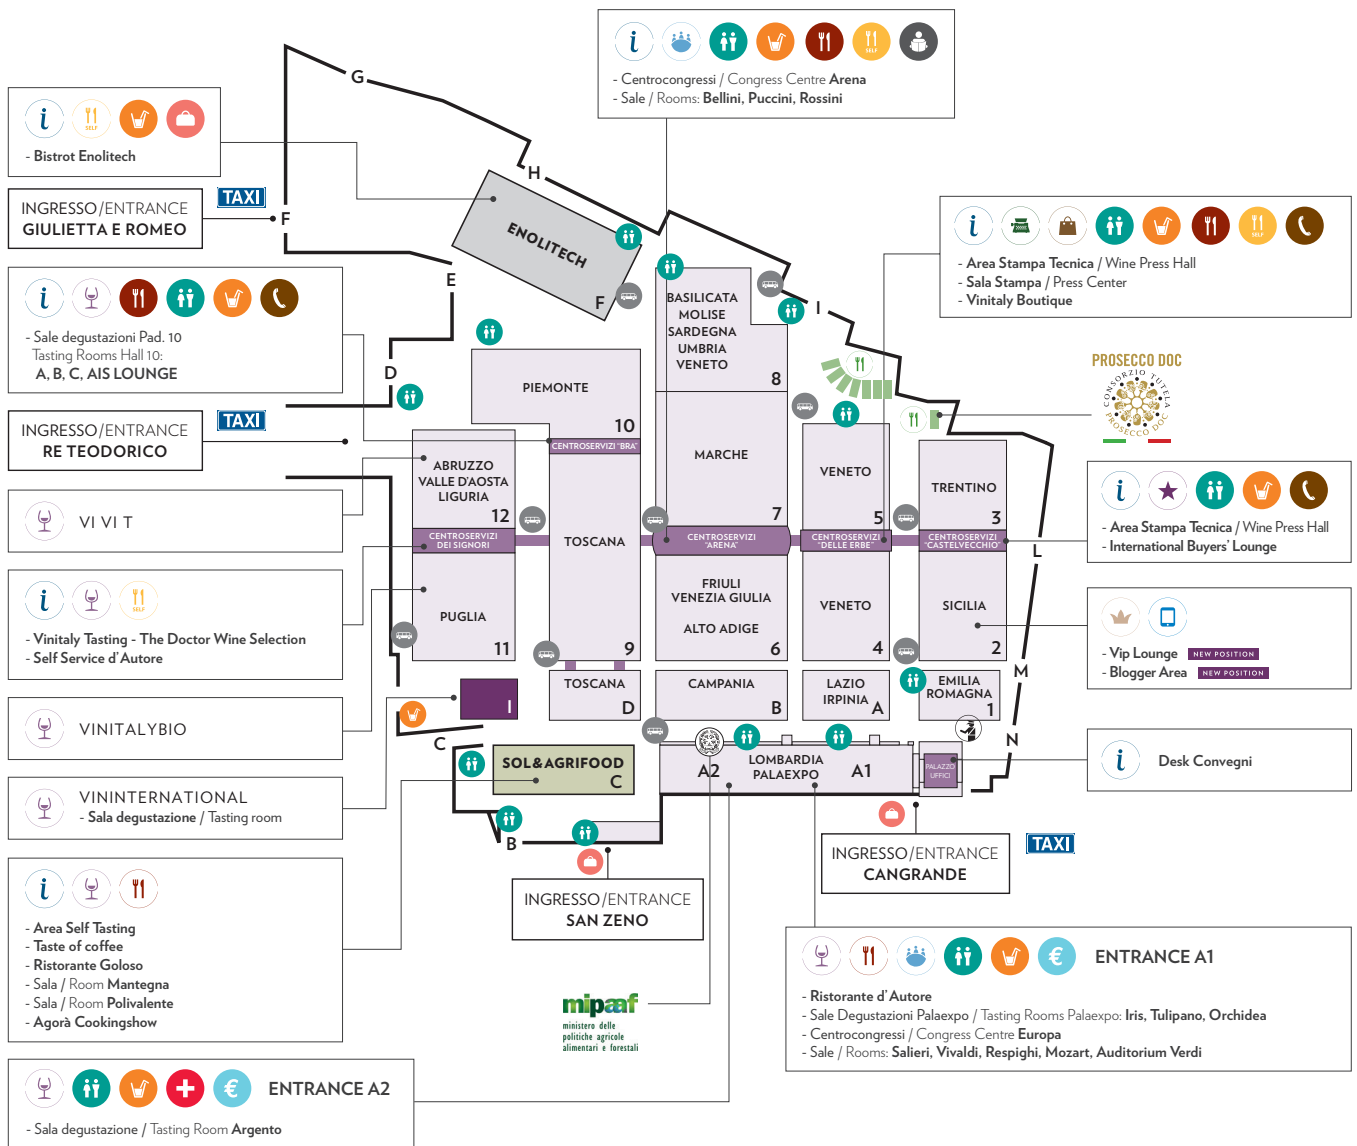 - Centrocongressi / Congress Centre Arena
- Sale / Rooms: Bellini, Puccini, Rossini
SELF
G
H
SELF
- Bistrot Enolitech
INGRESSO/ENTRANCE
GIULIETTA E ROMEO
TAXI
F
E
ENOLITECH
F
I
SELF
- Area Stampa Tecnica / Wine Press Hall
- Sala Stampa / Press Center
- Vinitaly Boutique
- Sale degustazioni Pad. 10
Tasting Rooms Hall 10:
A, B, C, AIS LOUNGE
D
BASILICATA
MOLISE
SARDEGNA
UMBRIA
VENETO
8
PIEMONTE
10
CENTROSERVIZI "BRA"
PROSECCO DOC
CONSORZIO TUTELA
PROSECCO DOC
INGRESSO/ENTRANCE
RE TEODORICO
TAXI
ABRUZZO
VALLE D'AOSTA
LIGURIA
12
MARCHE
7
VENETO
5
TRENTINO
3
VI VI T
CENTROSERVIZI
DEI SIGNORI
TOSCANA
9
CENTROSERVIZI
"ARENA"
CENTROSERVIZI
"DELLE ERBE"
CENTROSERVIZI
"CASTELVECCHIO"
L
- Area Stampa Tecnica / Wine Press Hall
- International Buyers' Lounge
SELF
- Vinitaly Tasting - The Doctor Wine Selection
- Self Service d'Autore
PUGLIA
11
FRIULI
VENEZIA GIULIA
ALTO ADIGE
6
VENETO
4
SICILIA
2
- Vip Lounge NEW POSITION
- Blogger Area NEW POSITION
M
VINITALYBIO
I
TOSCANA
D
CAMPANIA
B
LAZIO
IRPINIA
A
EMILIA
ROMAGNA
1
C
N
Desk Convegni
SOL&AGRIFOOD
C
A2
LOMBARDIA
PALAEXPO
A1
PALAZZO
UFFICI
VININTERNATIONAL
- Sala degustazione / Tasting room
B
INGRESSO/ENTRANCE
CANGRANDE
TAXI
INGRESSO/ENTRANCE
SAN ZENO
- Area Self Tasting
- Taste of coffee
- Ristorante Goloso
- Sala / Room Mantegna
- Sala / Room Polivalente
- Agorà Cookingshow
mipaaf
ministero delle
politiche agricole
alimentari e forestali
€ ENTRANCE A1
- Ristorante d'Autore
- Sale Degustazioni Palaexpo / Tasting Rooms Palaexpo: Iris, Tulipano, Orchidea
- Centrocongressi / Congress Centre Europa
- Sale / Rooms: Salieri, Vivaldi, Respighi, Mozart, Auditorium Verdi
€ ENTRANCE A2
- Sala degustazione / Tasting Room Argento